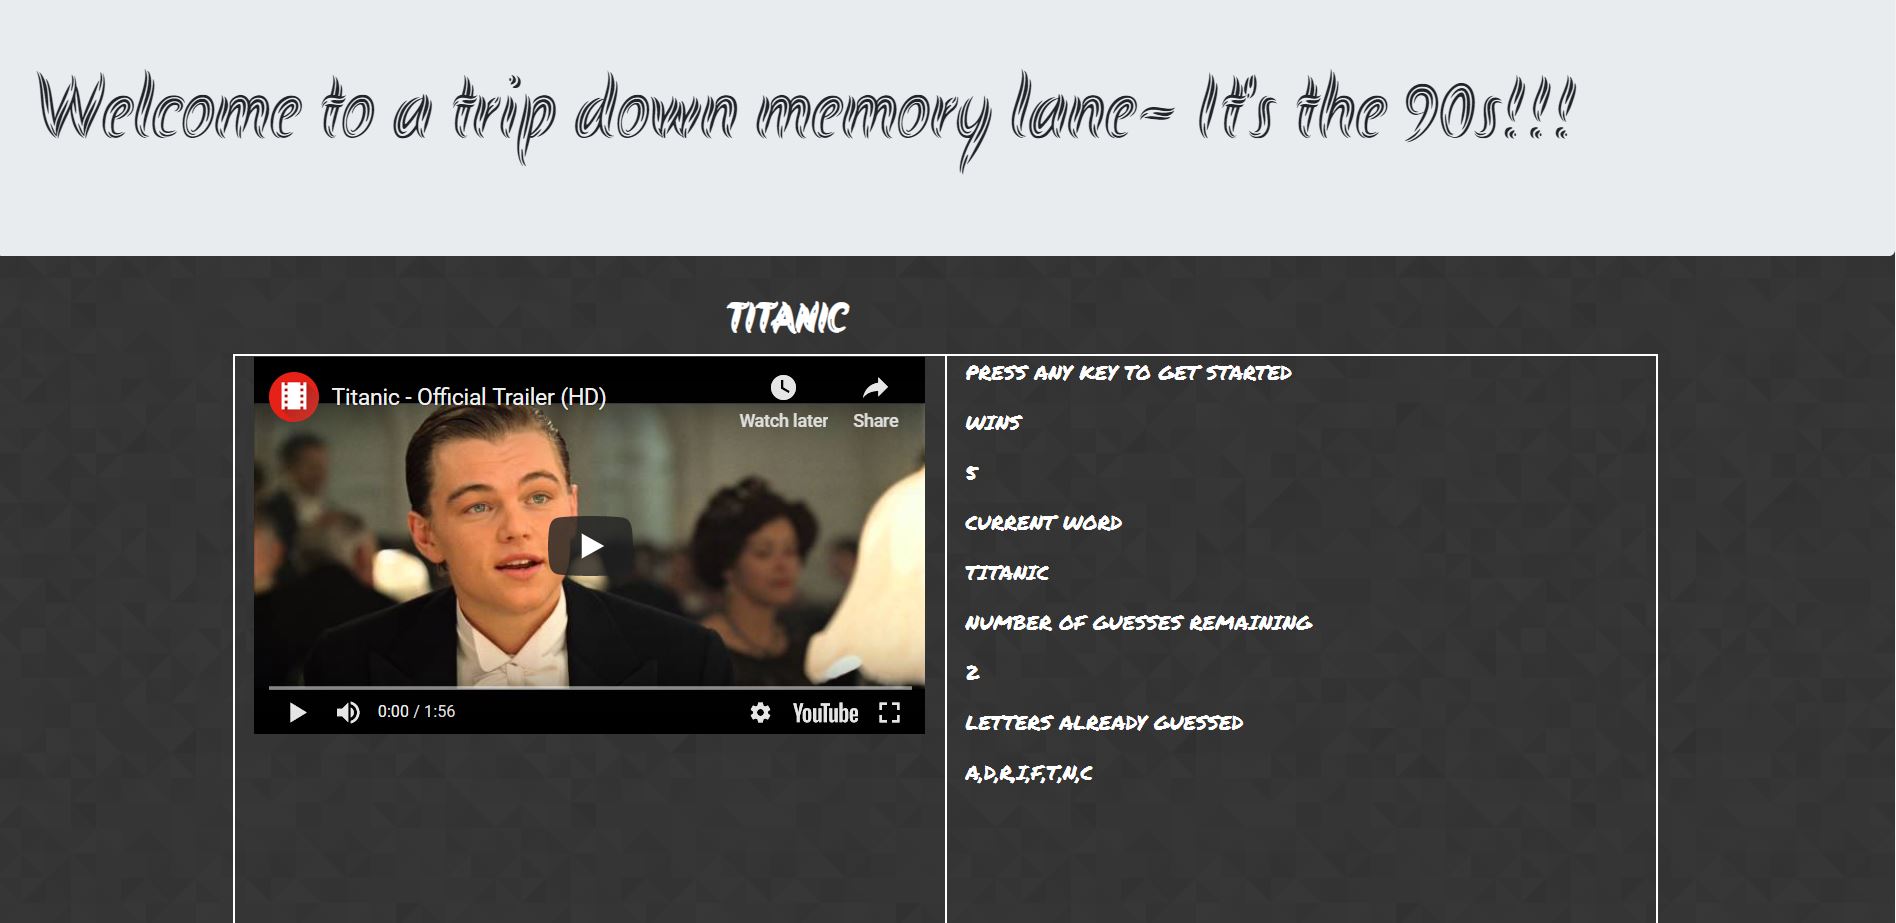 Welcome to a trip down memory lane- It's the 90s!!!
TITANIC
Titanic - Official Trailer (HD)
Watch later
Share
0:00 / 1:56
YouTube
PRESS ANY KEY TO GET STARTED
WINS
5
CURRENT WORD
TITANIC
NUMBER OF GUESSES REMAINING
2
LETTERS ALREADY GUESSED
A,D,R,I,F,T,N,C